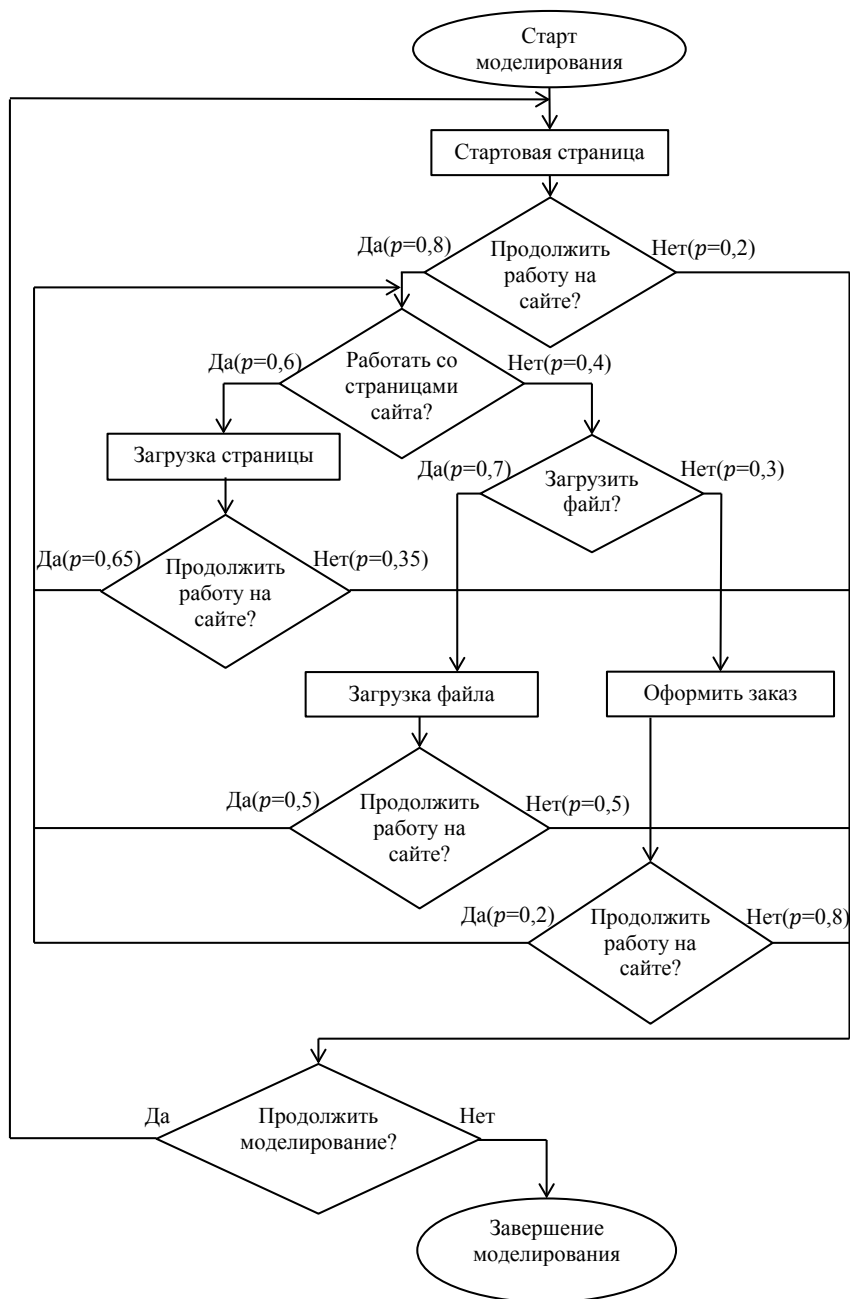 Старт
моделирования
Стартовая страница
Да(p=0,8)
Продолжить
работу на
сайте?
Нет(p=0,2)
Да(p=0,6)
Работать со
страницами
сайта?
Нет(p=0,4)
Загрузка страницы
Да(p=0,7)
Загрузить
файл?
Нет(p=0,3)
Да(p=0,65)
Продолжить
работу на
сайте?
Нет(p=0,35)
Загрузка файла
Оформить заказ
Да(p=0,5)
Продолжить
работу на
сайте?
Нет(p=0,5)
Да(p=0,2)
Продолжить
работу на
сайте?
Нет(p=0,8)
Да
Продолжить
моделирование?
Нет
Завершение
моделирования